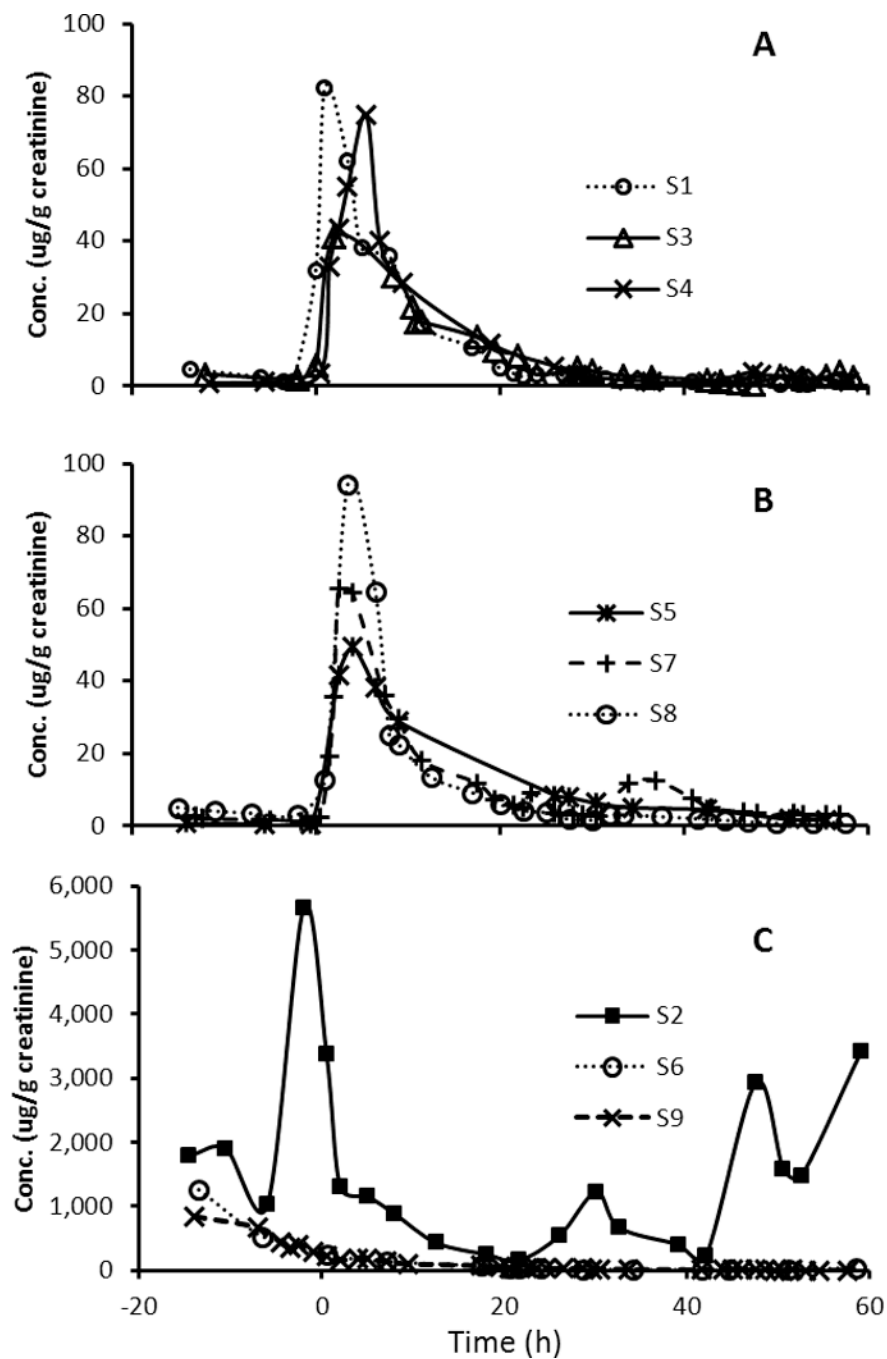 A
Conc. (ug/g creatinine)
100
80
60
40
20
0
S1
S3
S4
B
Conc. (ug/g creatinine)
100
80
60
40
20
0
S5
S7
S8
C
Conc. (ug/g creatinine)
6,000
5,000
4,000
3,000
2,000
1,000
0
S2
S6
S9
-20 0 20 40 60
Time (h)